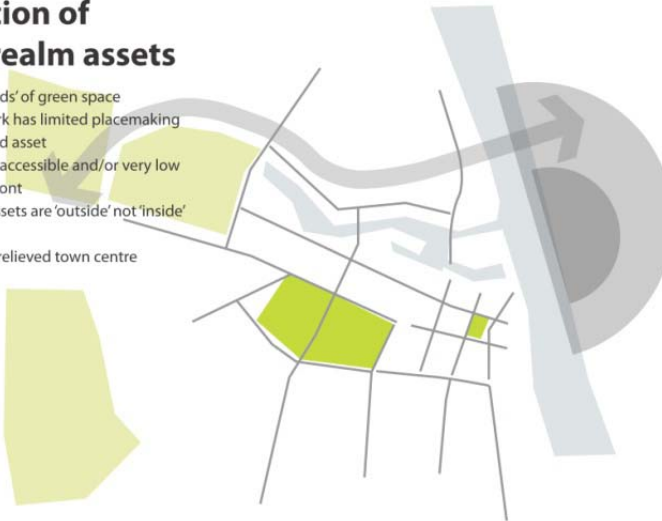 tion of
realm assets
ds' of green space
rk has limited placemaking
d asset
accessible and/or very low
ont
sets are 'outside' not 'inside'
relieved town centre